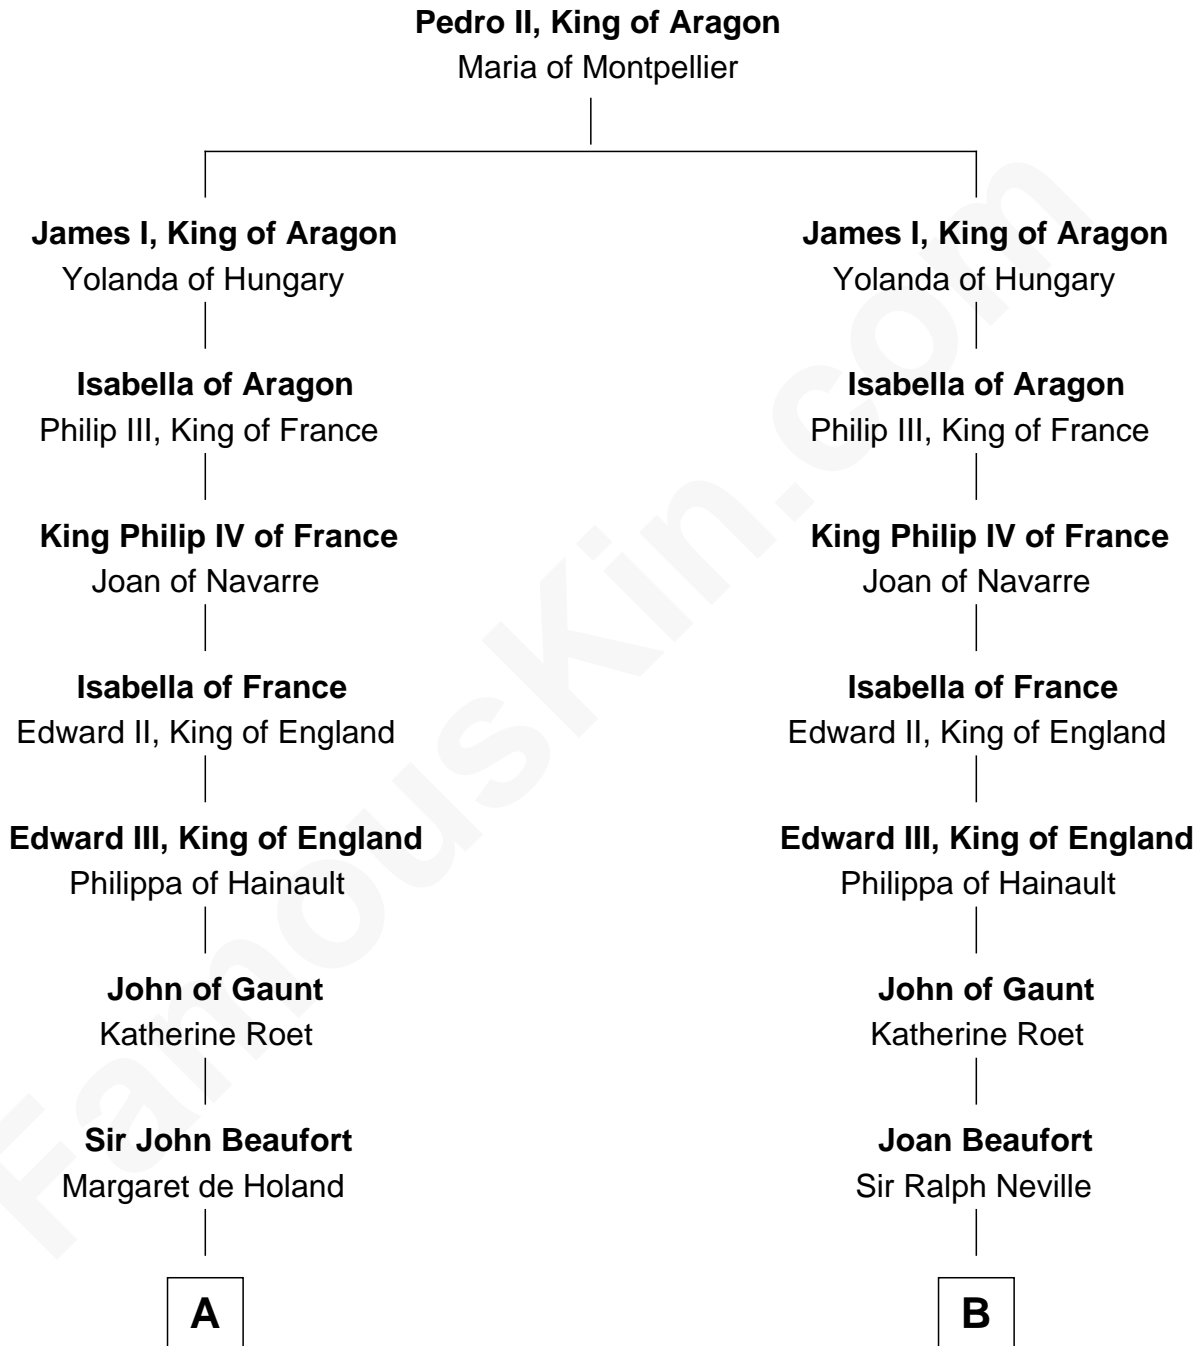 Pedro II, King of Aragon
Maria of Montpellier
James I, King of Aragon
Yolanda of Hungary
James I, King of Aragon
Yolanda of Hungary
Isabella of Aragon
Philip III, King of France
Isabella of Aragon
Philip III, King of France
King Philip IV of France
Joan of Navarre
King Philip IV of France
Joan of Navarre
Isabella of France
Edward II, King of England
Isabella of France
Edward II, King of England
Edward III, King of England
Philippa of Hainault
Edward III, King of England
Philippa of Hainault
John of Gaunt
Katherine Roet
John of Gaunt
Katherine Roet
Sir John Beaufort
Margaret de Holand
Joan Beaufort
Sir Ralph Neville
A
B
FamousKin.com